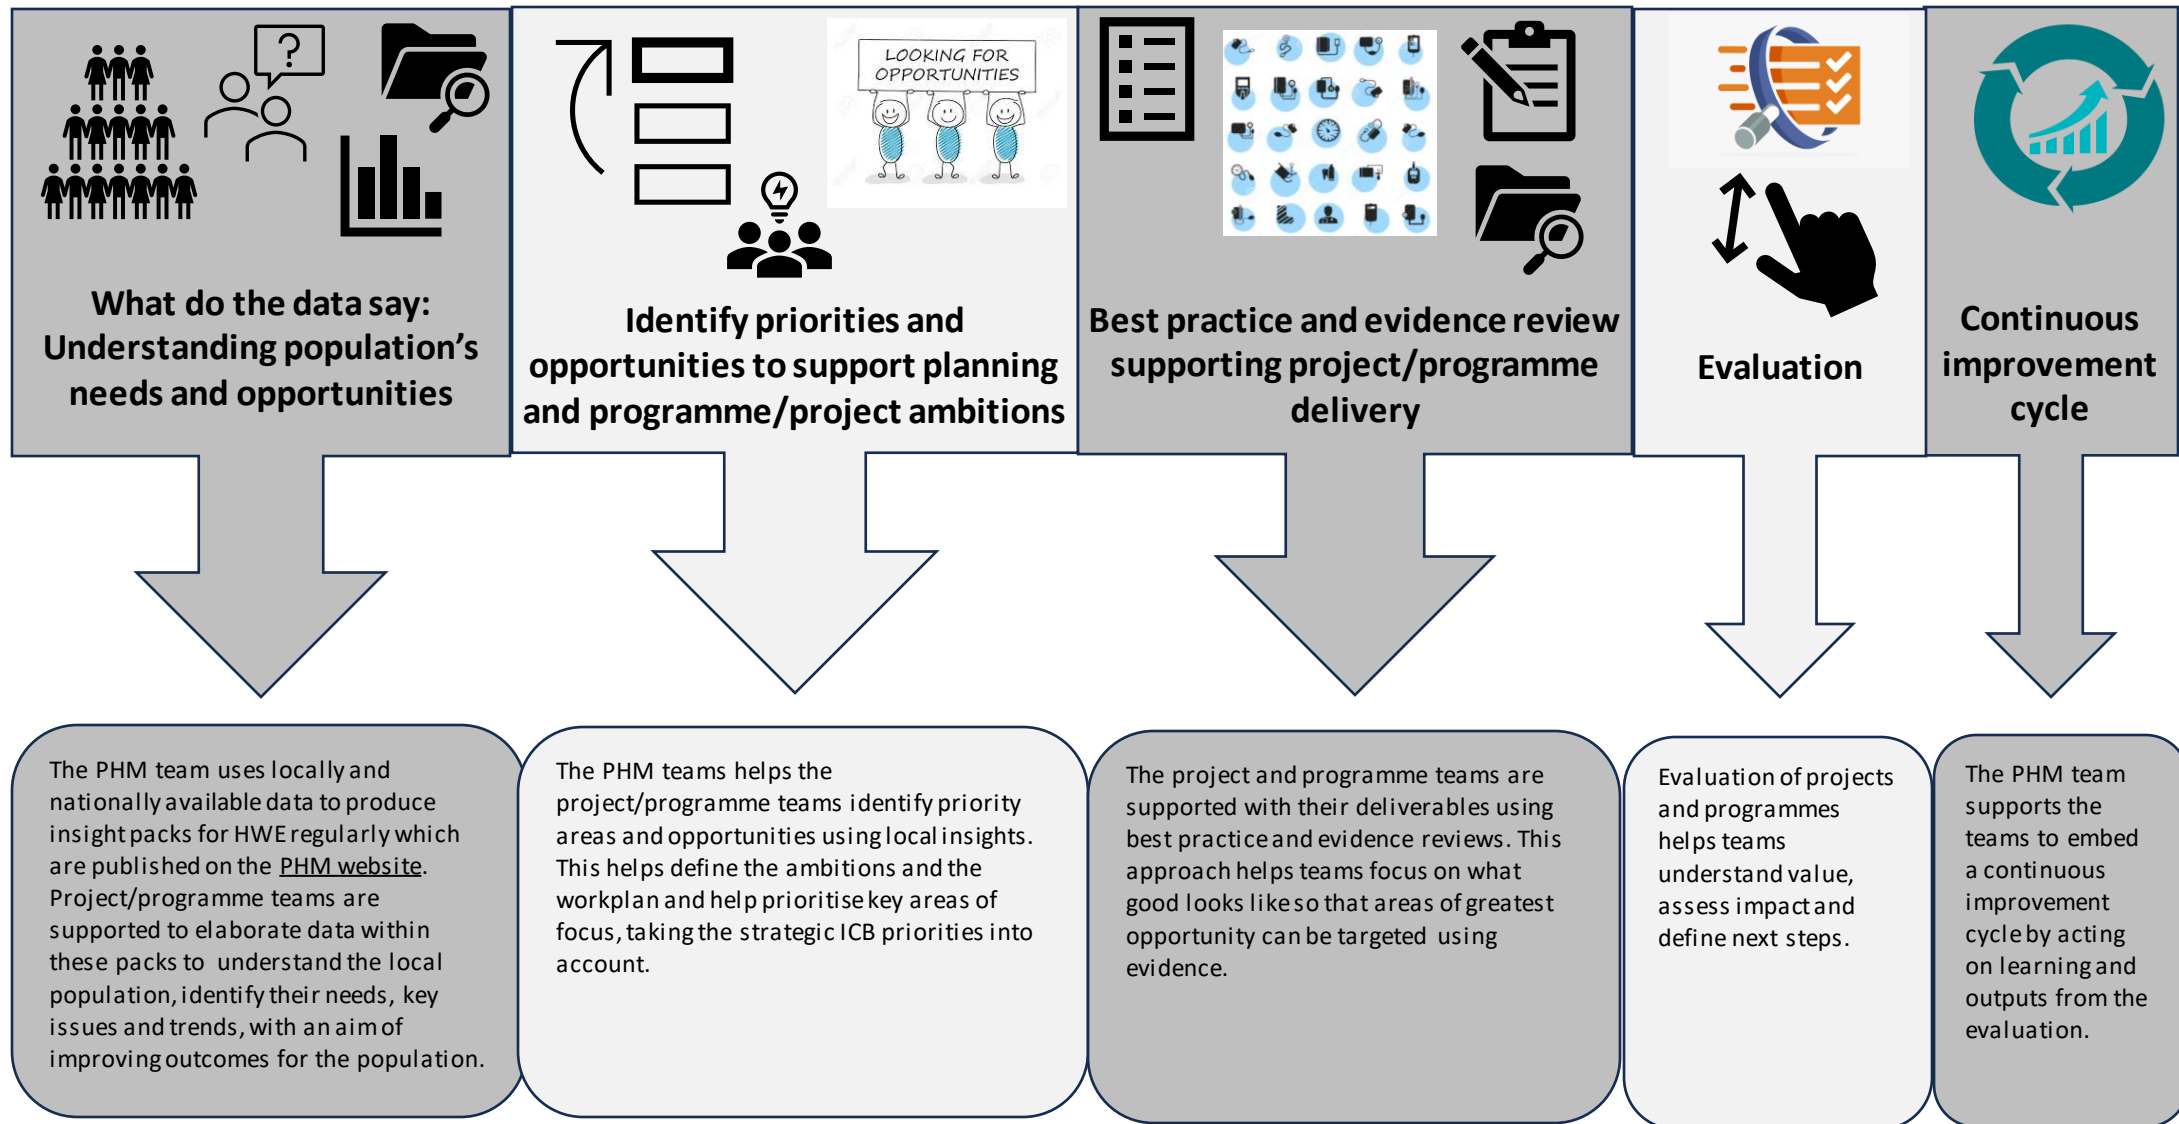 ?
LOOKING FOR
OPPORTUNITIES
What do the data say:
Understanding population's
needs and opportunities
Identify priorities and
opportunities to support planning
and programme/project ambitions
Best practice and evidence review
supporting project/programme
delivery
Evaluation
Continuous
improvement
cycle
The PHM team uses locally and
nationally available data to produce
insight packs for HWE regularly which
are published on the PHM website.
Project/programme teams are
supported to elaborate data within
these packs to understand the local
population, identify their needs, key
issues and trends, with an aim of
improving outcomes for the population.
The PHM teams helps the
project/programme teams identify priority
areas and opportunities using local insights.
This helps define the ambitions and the
workplan and help prioritise key areas of
focus, taking the strategic ICB priorities into
account.
The project and programme teams are
supported with their deliverables using
best practice and evidence reviews. This
approach helps teams focus on what
good looks like so that areas of greatest
opportunity can be targeted using
evidence.
Evaluation of projects
and programmes
helps teams
understand value,
assess impact and
define next steps.
The PHM team
supports the
teams to embed
a continuous
improvement
cycle by acting
on learning and
outputs from the
evaluation.